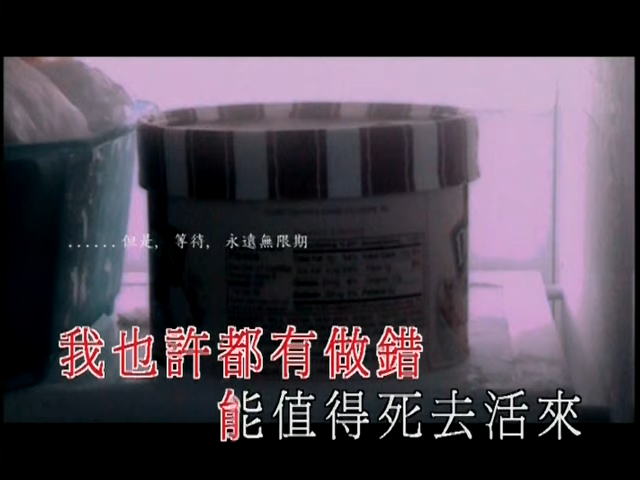 ......但是, 等待, 永遠無限期
我也許都有做錯
能值得死去活來